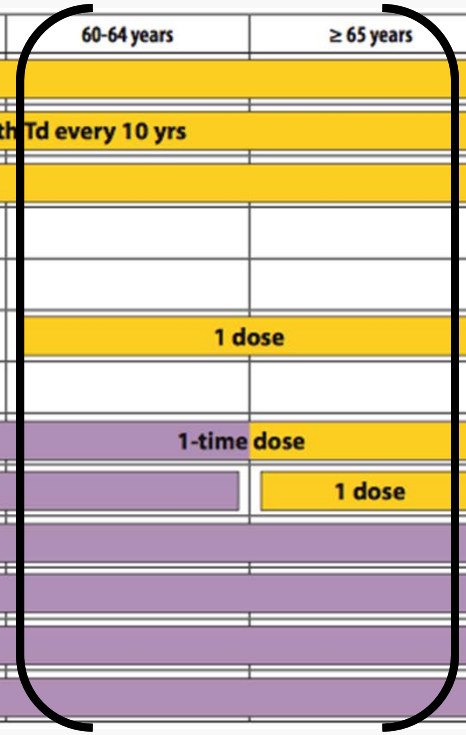 60-64 years
≥ 65 years
th Td every 10 yrs
1 dose
1-time dose
1 dose